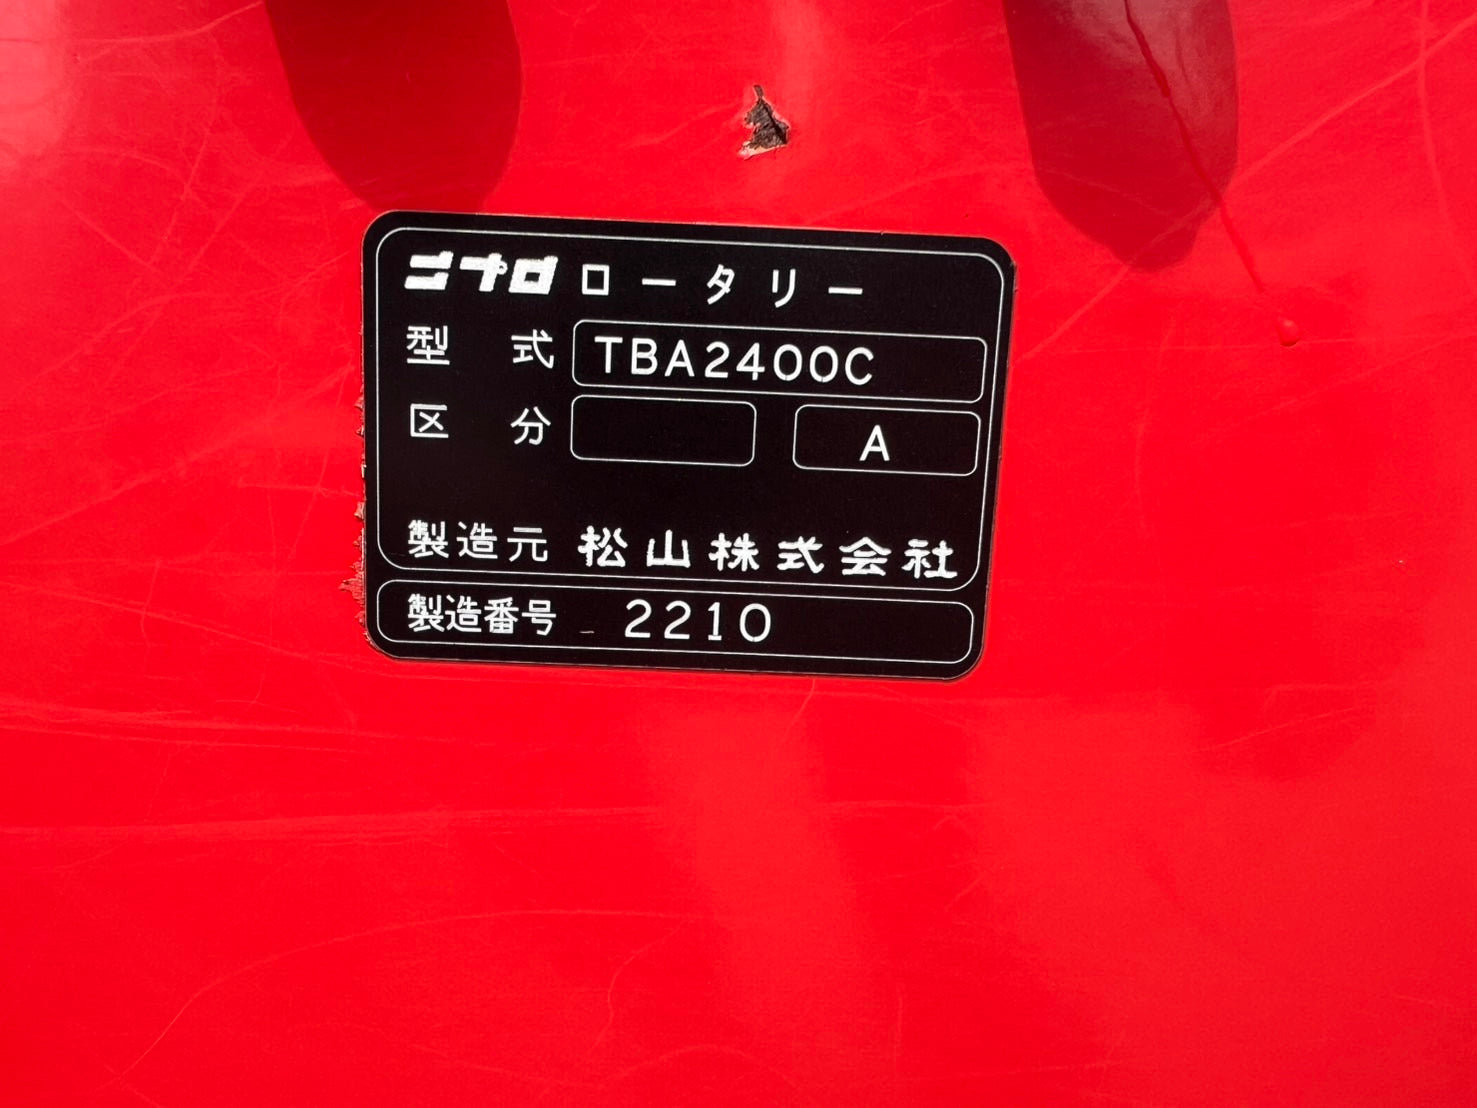 ニプロ ロータリー
型式 TBA2400C
区分 A
製造元 松山株式会社
製造番号 2210